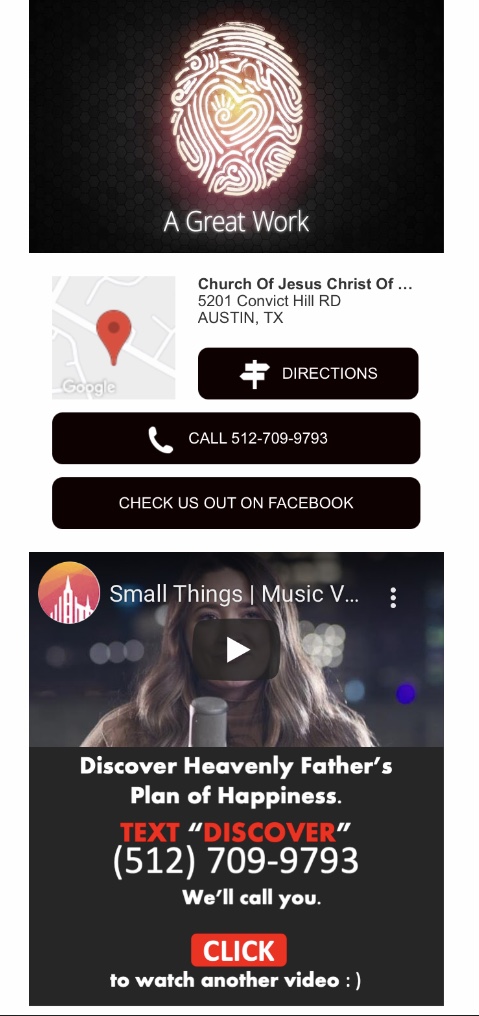 A Great Work
Church Of Jesus Christ Of ...
5201 Convict Hill RD
AUSTIN, TX
Google
DIRECTIONS
CALL 512-709-9793
CHECK US OUT ON FACEBOOK
Small Things | Music V...
Discover Heavenly Father's
Plan of Happiness.
TEXT “DISCOVER”
(512) 709-9793
We'll call you.
CLICK
to watch another video : )